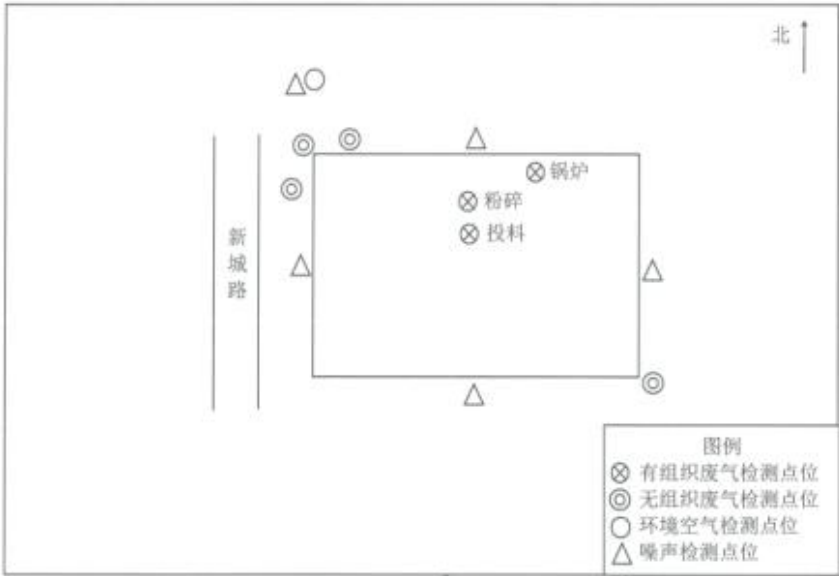 北
锅炉
粉碎
投料
新城路
图例
有组织废气检测点位
无组织废气检测点位
环境空气检测点位
噪声检测点位